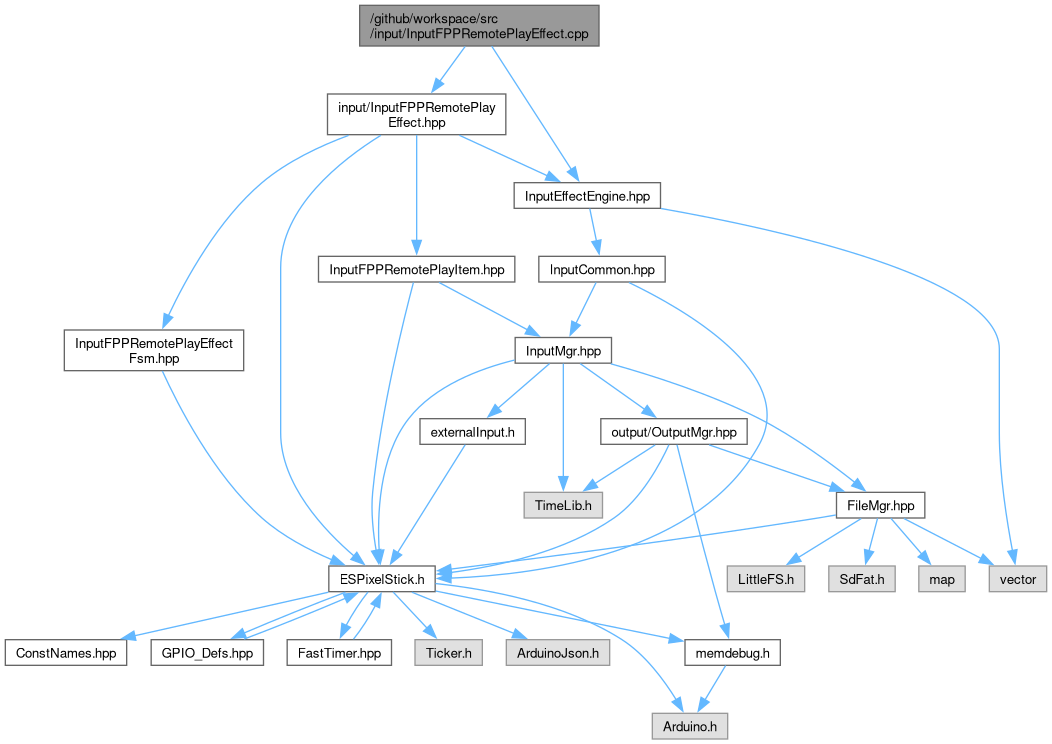 /github/workspace/src
/input/InputFPPRemotePlayEffect.cpp
input/InputFPPRemotePlay
Effect.hpp
InputEffectEngine.hpp
InputFPPRemotePlayItem.hpp
InputCommon.hpp
InputFPPRemotePlayEffect
Fsm.hpp
InputMgr.hpp
externalInput.h
output/OutputMgr.hpp
TimeLib.h
FileMgr.hpp
ESPixelStick.h
LittleFS.h
SdFat.h
map
vector
ConstNames.hpp
GPIO_Defs.hpp
FastTimer.hpp
Ticker.h
ArduinoJson.h
memdebug.h
Arduino.h